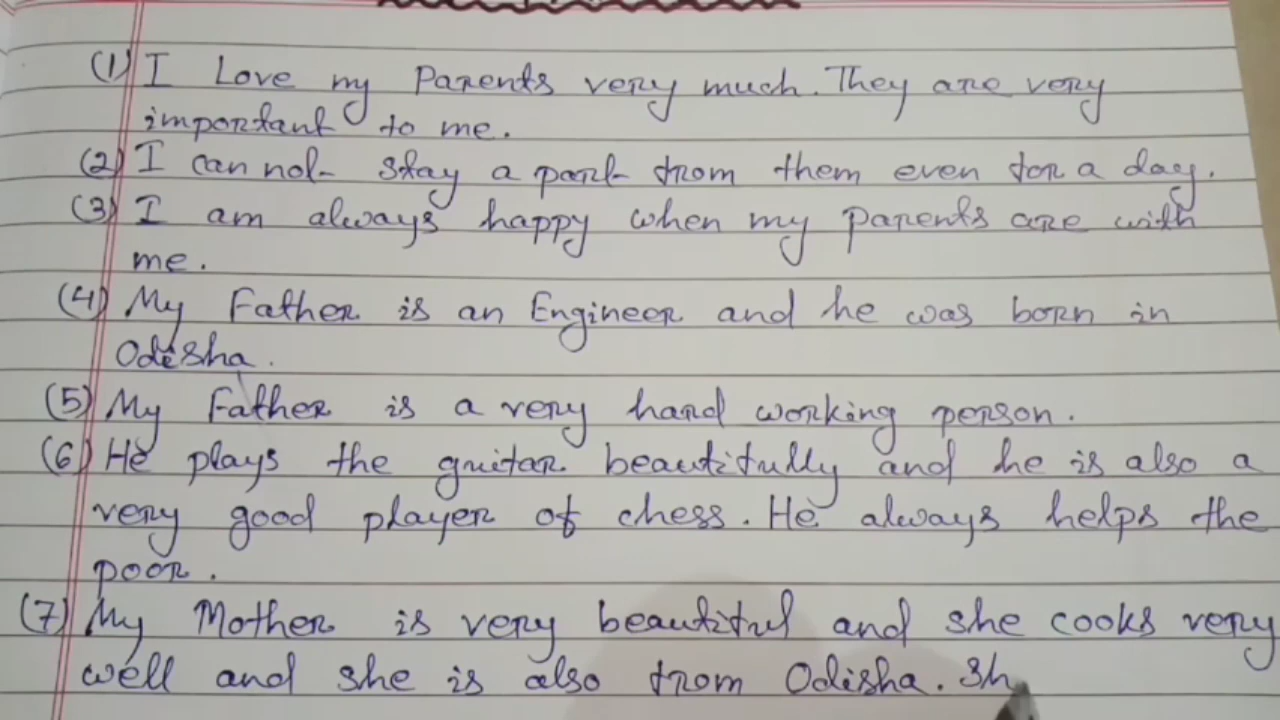 (1) I Love my Parents very much. They are very
important to me.
(2) I can not stay a part from them even for a day.
(3) I am always happy when my parents are with
me.
(4) My Father is an Engineer and he was born in
Odisha.
(5) My Father is a very hard working person.
(6) He plays the guitar beautifully and he is also a
very good player of chess. He always helps the
poor.
(7) My Mother is very beautiful and she cooks very
well and she is also from Odisha. Sh